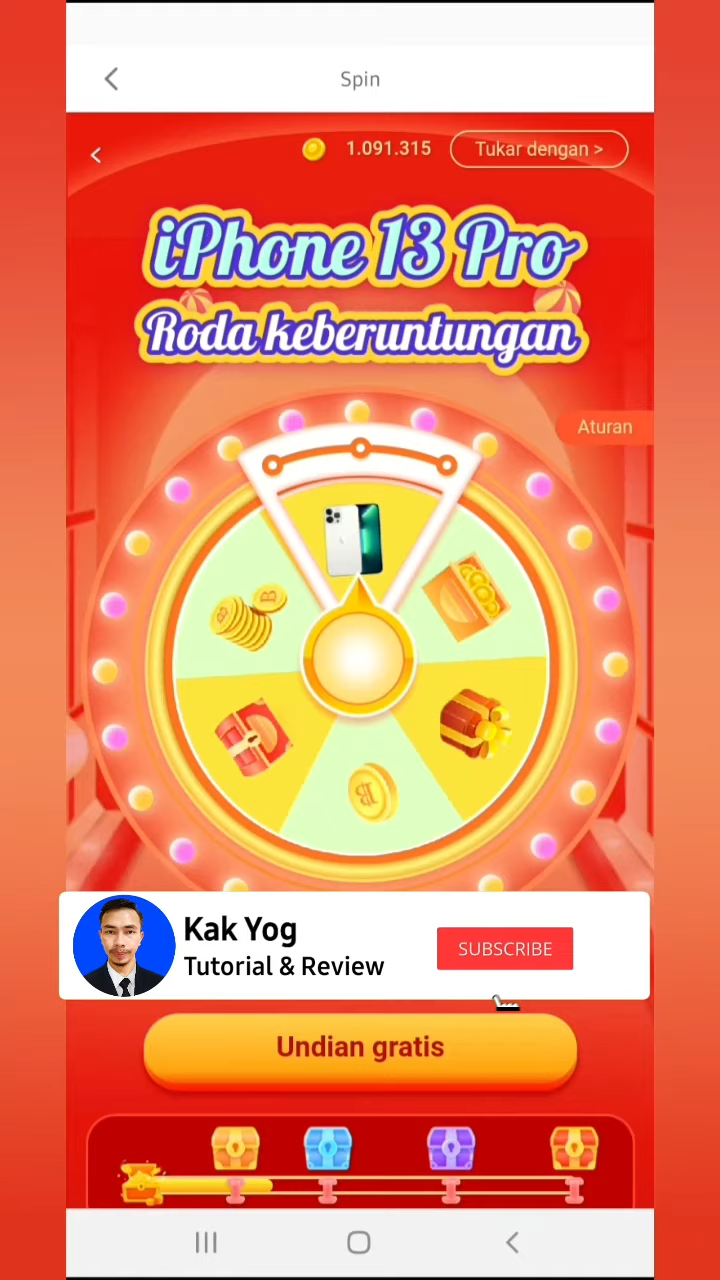 Spin
1.091.315
Tukar dengan >
iPhone 13 Pro
Roda keberuntungan
Aturan
Kak Yog
Tutorial & Review
SUBSCRIBE
Undian gratis